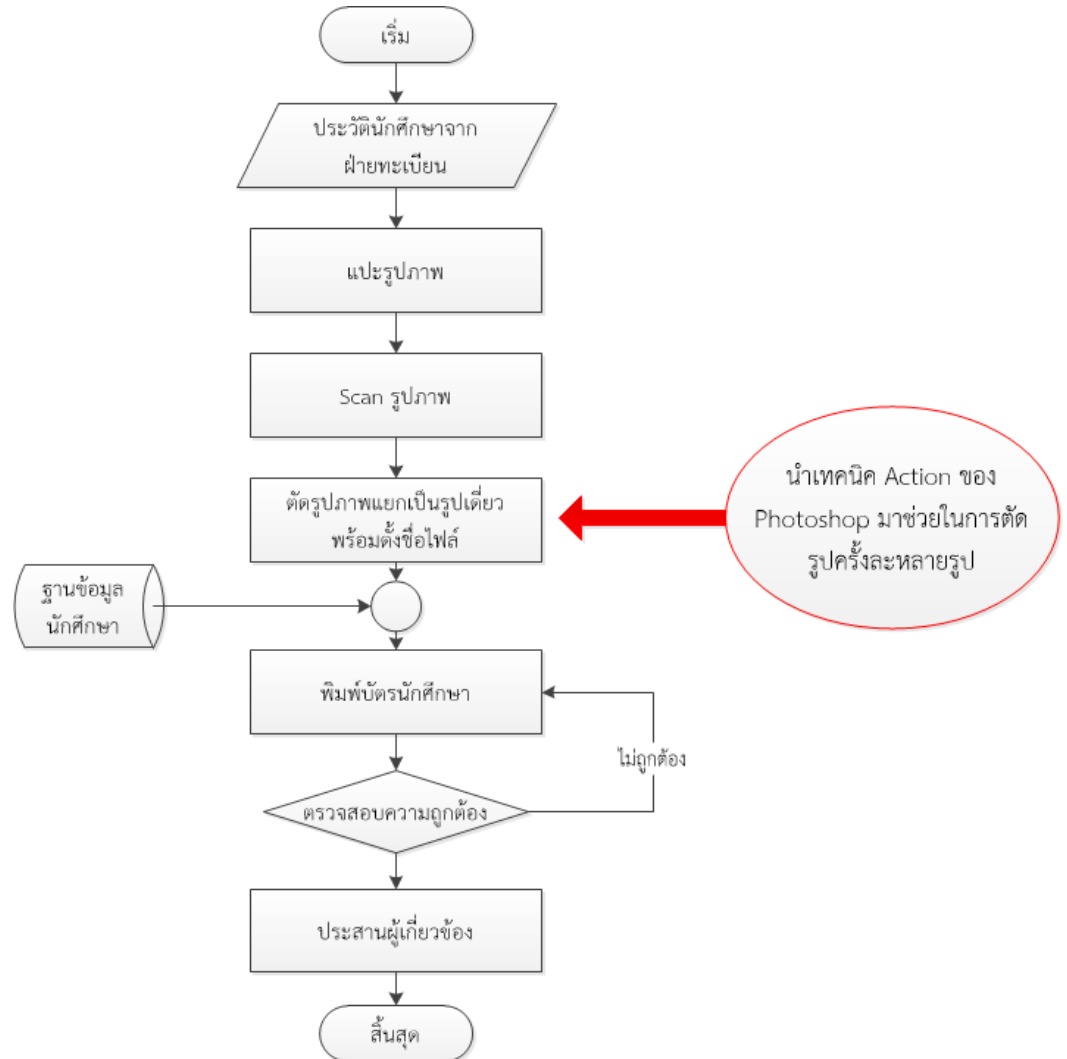 เริ่ม
ประวัตินักศึกษาจาก
ฝ่ายทะเบียน
แปะรูปภาพ
Scan รูปภาพ
ตัดรูปภาพแยกเป็นรูปเดี่ยว
พร้อมตั้งชื่อไฟล์
นำเทคนิค Action ของ
Photoshop มาช่วยในการตัด
รูปครั้งละหลายรูป
ฐานข้อมูล
นักศึกษา
พิมพ์บัตรนักศึกษา
ไม่ถูกต้อง
ตรวจสอบความถูกต้อง
ประสานผู้เกี่ยวข้อง
สิ้นสุด